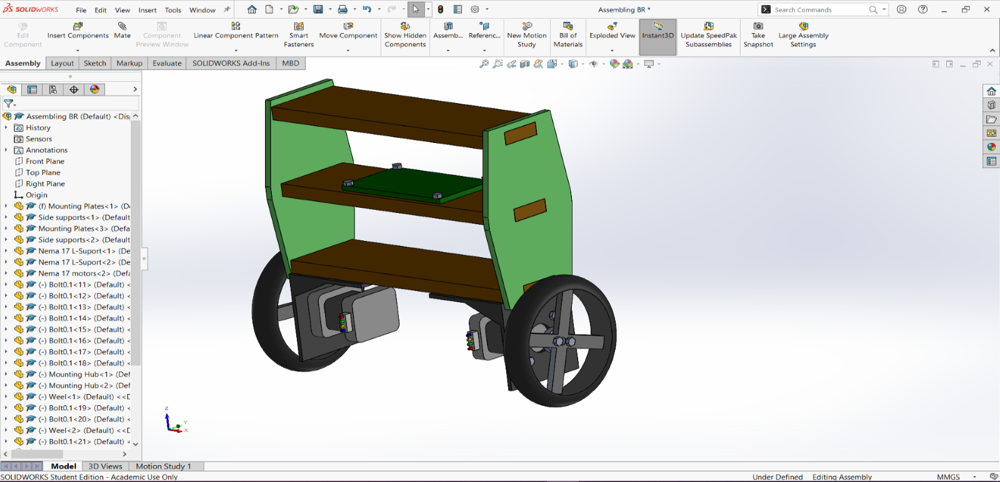 SOLIDWORKS File Edit View Insert Tools Window Assembling BR * Search Commands
Edit Component
Insert Components
Mate
Component Preview Window
Linear Component Pattern
Smart Fasteners
Move Component
Show Hidden Components
Assemb...
Referenc...
New Motion Study
Bill of Materials
Exploded View
Instant3D
Update SpeedPak Subassemblies
Take Snapshot
Large Assembly Settings
Assembly Layout Sketch Markup Evaluate SOLIDWORKS Add-Ins MBD
Assembling BR (Default) <Dis
History
Sensors
Annotations
Front Plane
Top Plane
Right Plane
Origin
(f) Mounting Plates<1> (D
Side supports<1> (Default
Mounting Plates<3> (Defa
Side supports<2> (Default
Nema 17 L-Suport<1> (De
Nema 17 L-Suport<2> (De
Nema 17 motors<2> (Defa
(-) Bolt0.1<11> (Default) <
(-) Bolt0.1<12> (Default) <
(-) Bolt0.1<13> (Default) <
(-) Bolt0.1<14> (Default) <
(-) Bolt0.1<15> (Default) <
(-) Bolt0.1<16> (Default) <
(-) Bolt0.1<17> (Default) <
(-) Bolt0.1<18> (Default) <
(-) Mounting Hub<1> (Def
(-) Mounting Hub<2> (Def
(-) Weel<1> (Default) <<D
(-) Bolt0.1<19> (Default) <
(-) Bolt0.1<20> (Default) <
(-) Weel<2> (Default) <<D
(-) Bolt0.1<21> (Default) <
Z
Y
X
Model 3D Views Motion Study 1
SOLIDWORKS Student Edition - Academic Use Only Under Defined Editing Assembly MMGS